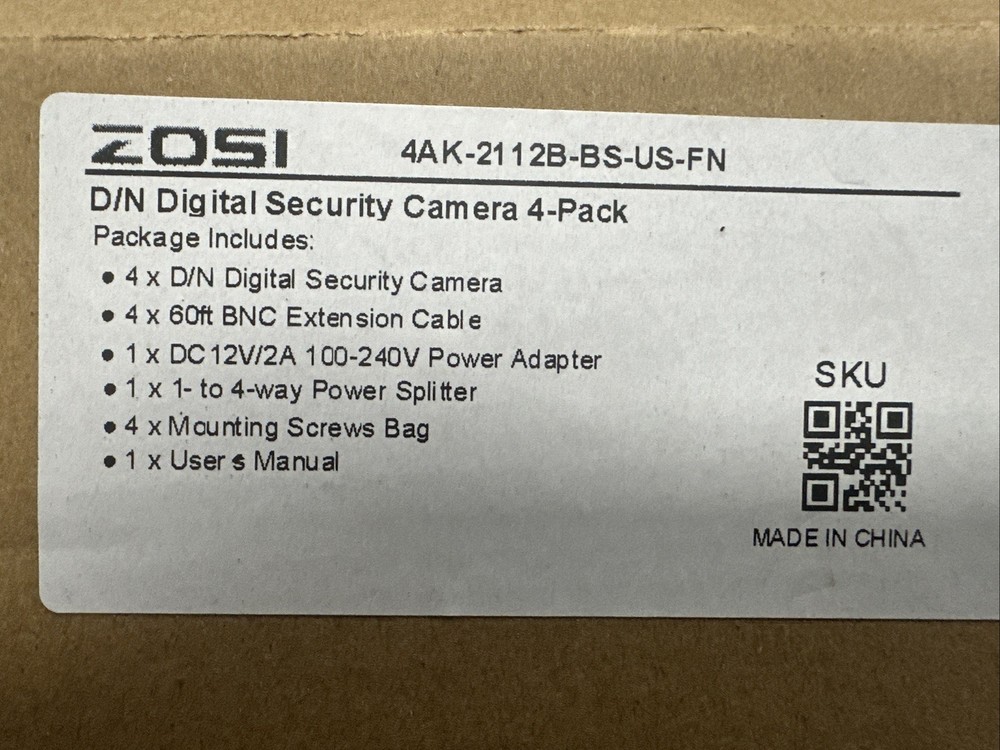 ZOSI 4AK-2112B-BS-US-FN
D/N Digital Security Camera 4-Pack
Package Includes:
• 4 x D/N Digital Security Camera
• 4 x 60ft BNC Extension Cable
• 1 x DC12V/2A 100-240V Power Adapter
• 1 x 1- to 4-way Power Splitter
• 4 x Mounting Screws Bag
• 1 x User s Manual
SKU
MADE IN CHINA